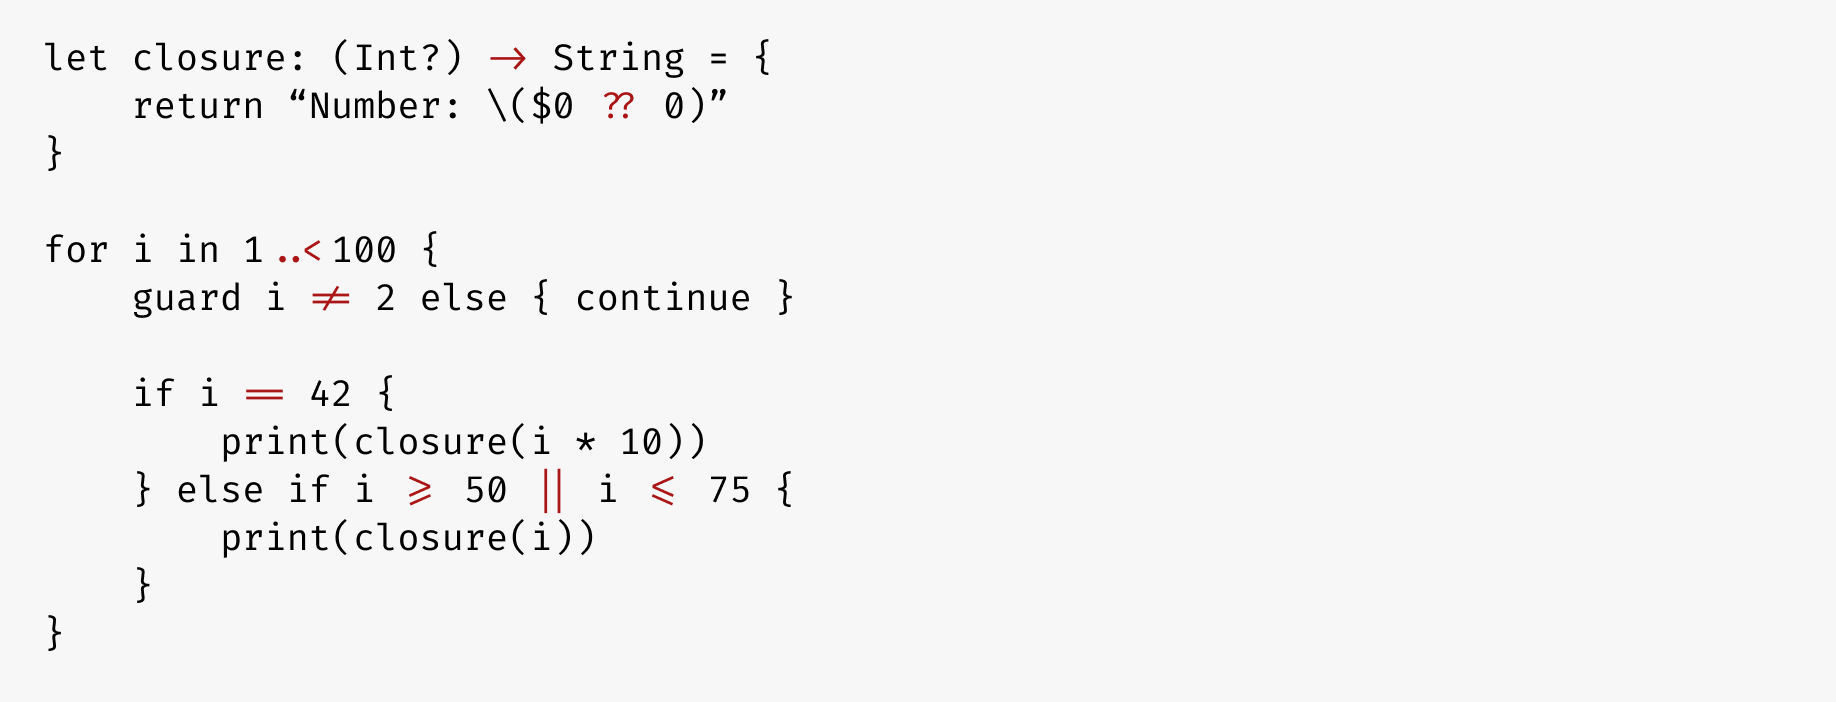 let closure: (Int?) -> String = {
    return “Number: \($0 ?? 0)”
}

for i in 1..<100 {
    guard i != 2 else { continue }

    if i == 42 {
        print(closure(i * 10))
    } else if i >= 50 || i <= 75 {
        print(closure(i))
    }
}